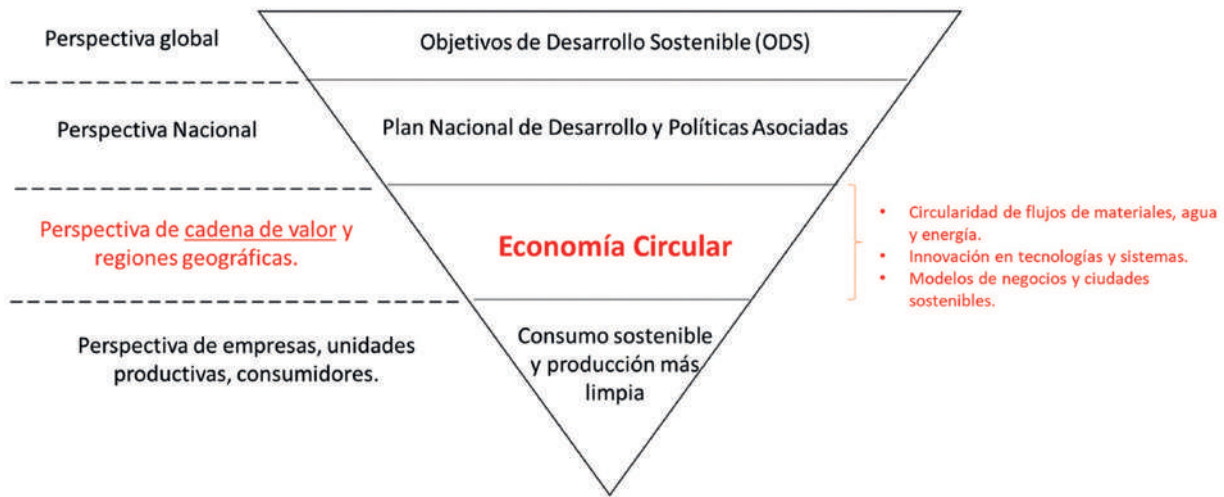 Perspectiva global
Objetivos de Desarrollo Sostenible (ODS)
Perspectiva Nacional
Plan Nacional de Desarrollo y Políticas Asociadas
Perspectiva de cadena de valor y
regiones geográficas.
Economía Circular
• Circularidad de flujos de materiales, agua
y energía.
• Innovación en tecnologías y sistemas.
• Modelos de negocios y ciudades
sostenibles.
Perspectiva de empresas, unidades
productivas, consumidores.
Consumo sostenible
y producción más
limpia